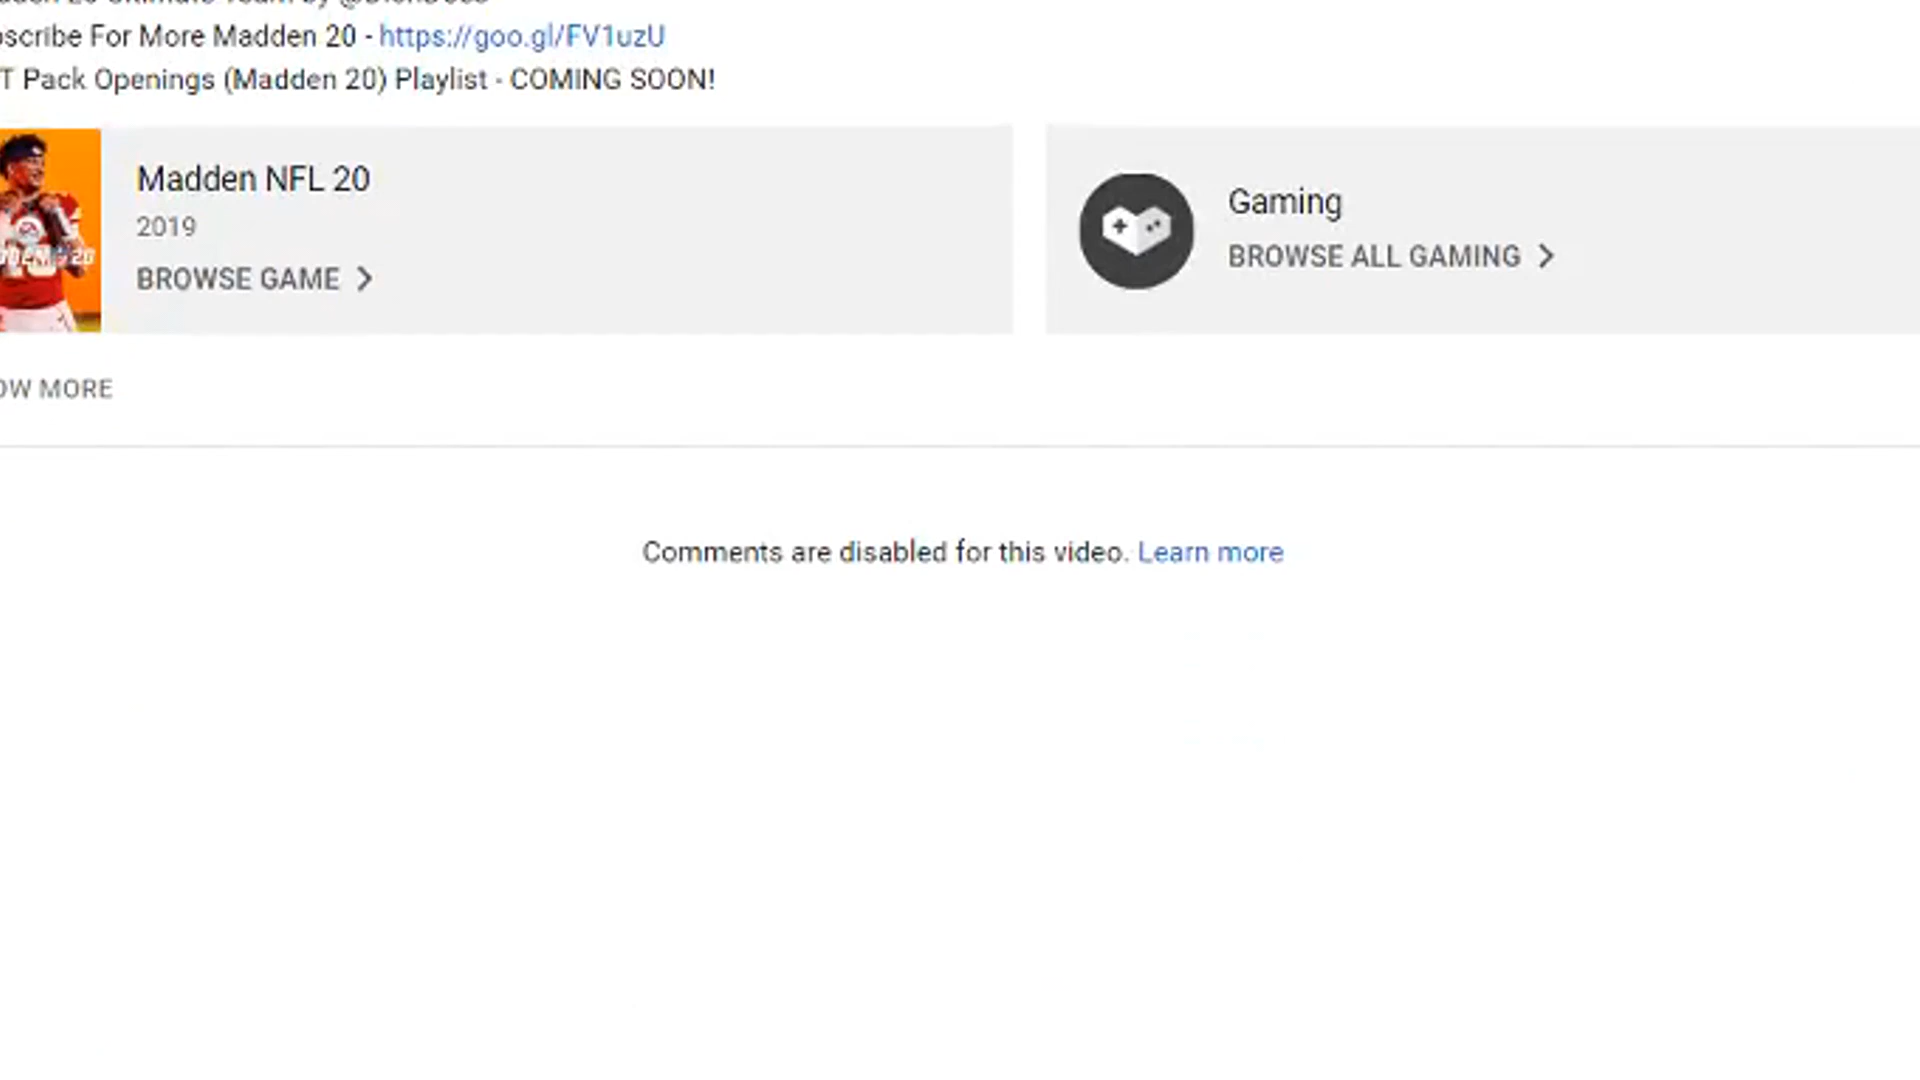 Subscribe For More Madden 20 - https://goo.gl/FV1uzU
T Pack Openings (Madden 20) Playlist - COMING SOON!
Madden NFL 20
2019
BROWSE GAME
Gaming
BROWSE ALL GAMING
OW MORE
Comments are disabled for this video. Learn more